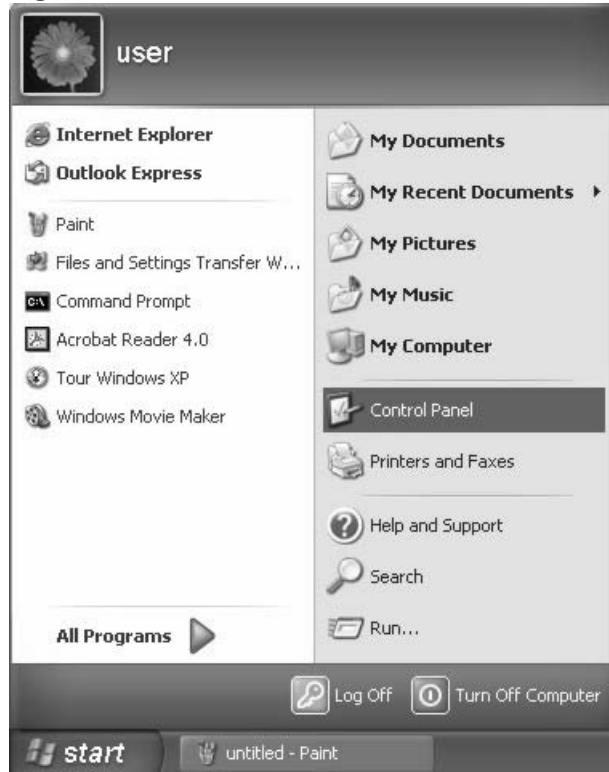 user
Internet Explorer
Outlook Express
Paint
Files and Settings Transfer W...
C:\
Command Prompt
Acrobat Reader 4.0
Tour Windows XP
Windows Movie Maker
All Programs
My Documents
My Recent Documents
My Pictures
My Music
My Computer
Control Panel
Printers and Faxes
Help and Support
Search
Run...
Log Off
Turn Off Computer
start
untitled - Paint